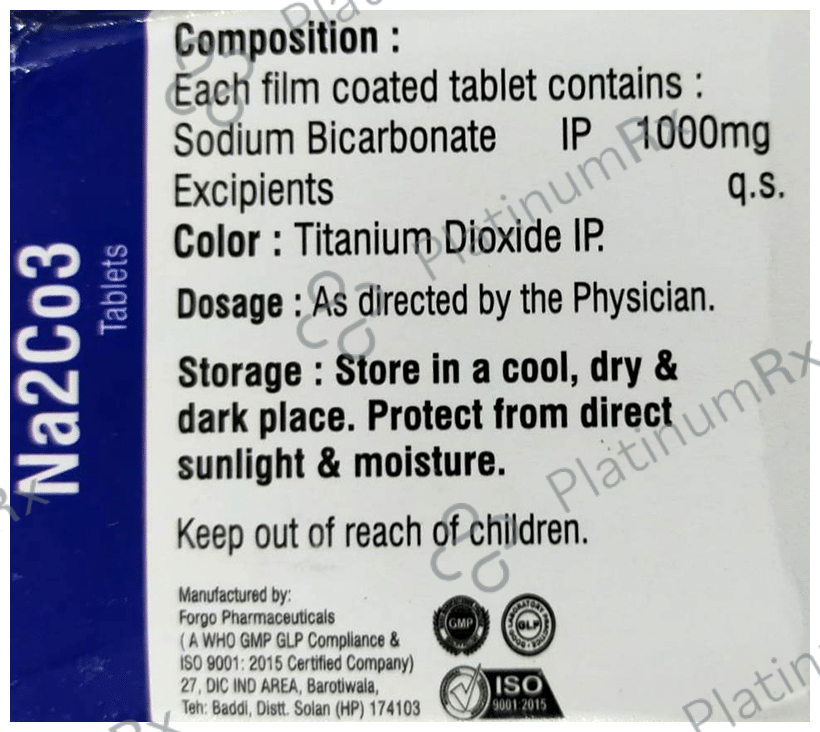 Composition :
Each film coated tablet contains :
Sodium Bicarbonate IP 1000mg
Excipients q.s.
Color : Titanium Dioxide IP.
Dosage : As directed by the Physician.
Storage : Store in a cool, dry &
dark place. Protect from direct
sunlight & moisture.
Keep out of reach of children.
Manufactured by:
Forgo Pharmaceuticals
( A WHO GMP GLP Compliance &
ISO 9001: 2015 Certified Company)
27, DIC IND AREA, Barotiwala,
Teh: Baddi, Distt. Solan (HP) 174103
Na2Co3
Tablets
GMP
GLP
ISO
9001:2015
PlatinumRx
PlatinumRx